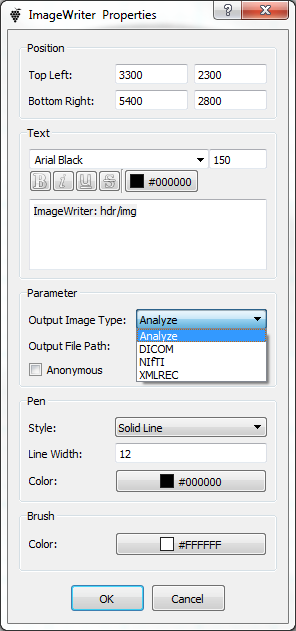 ImageWriter Properties
?
Position
Top Left: 3300 2300
Bottom Right: 5400 2800
Text
Arial Black 150
B i U S #000000
ImageWriter: hdr/img
Parameter
Output Image Type: Analyze
Analyze
Output File Path: DICOM
NIfTI
Anonymous XMLREC
Pen
Style: Solid Line
Line Width: 12
Color: #000000
Brush
Color: #FFFFFF
OK Cancel